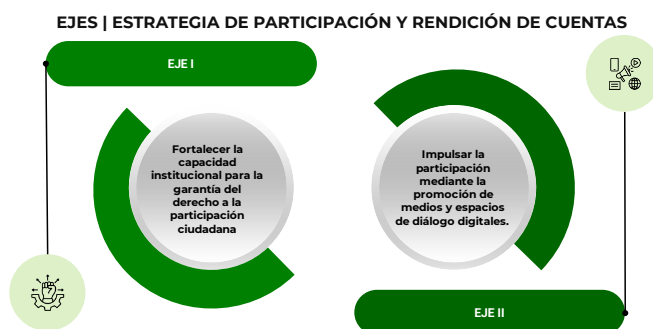 EJES | ESTRATEGIA DE PARTICIPACIÓN Y RENDICIÓN DE CUENTAS
EJE I
Fortalecer la
capacidad
institucional para la
garantía del
derecho a la
participación
ciudadana
Impulsar la
participación
mediante la
promoción de
medios y espacios
de diálogo digitales.
EJE II